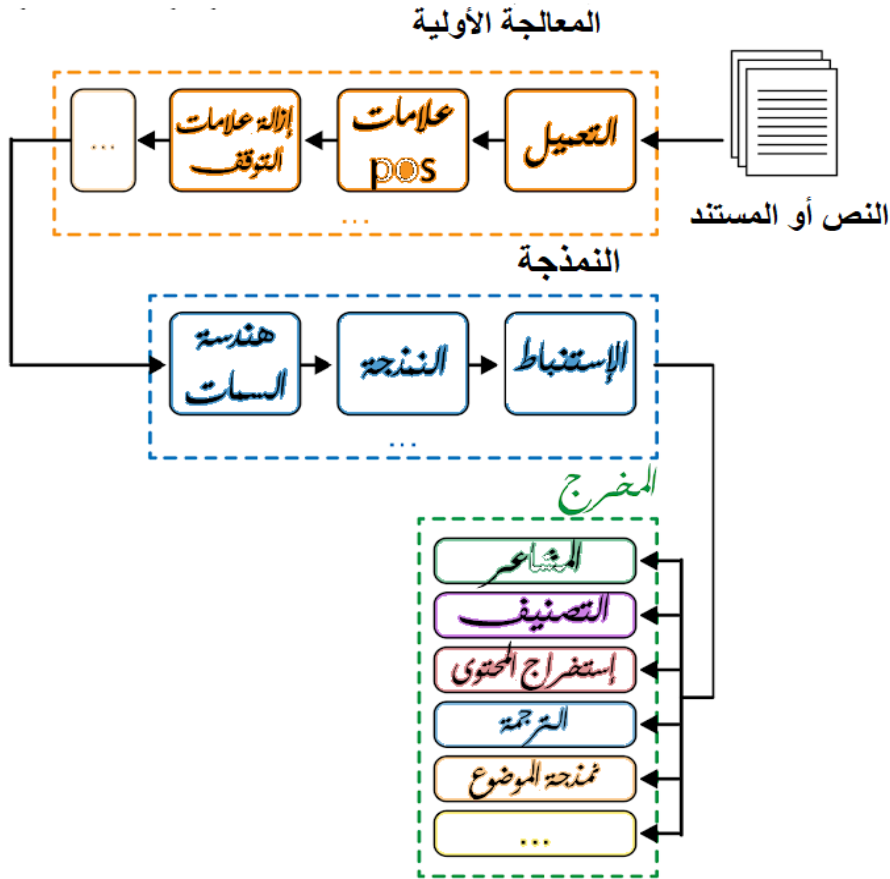 المعالجة الأولية
التعميل
علامات
pos
إزالة علامات
التوقف
...
...
النص أو المستند
النمذجة
هندسة
السمات
النمذجة
الإستنباط
...
المخرج
المشاعر
التصنيف
إستخراج المحتوى
الترجمة
نمذجة الموضوع
...